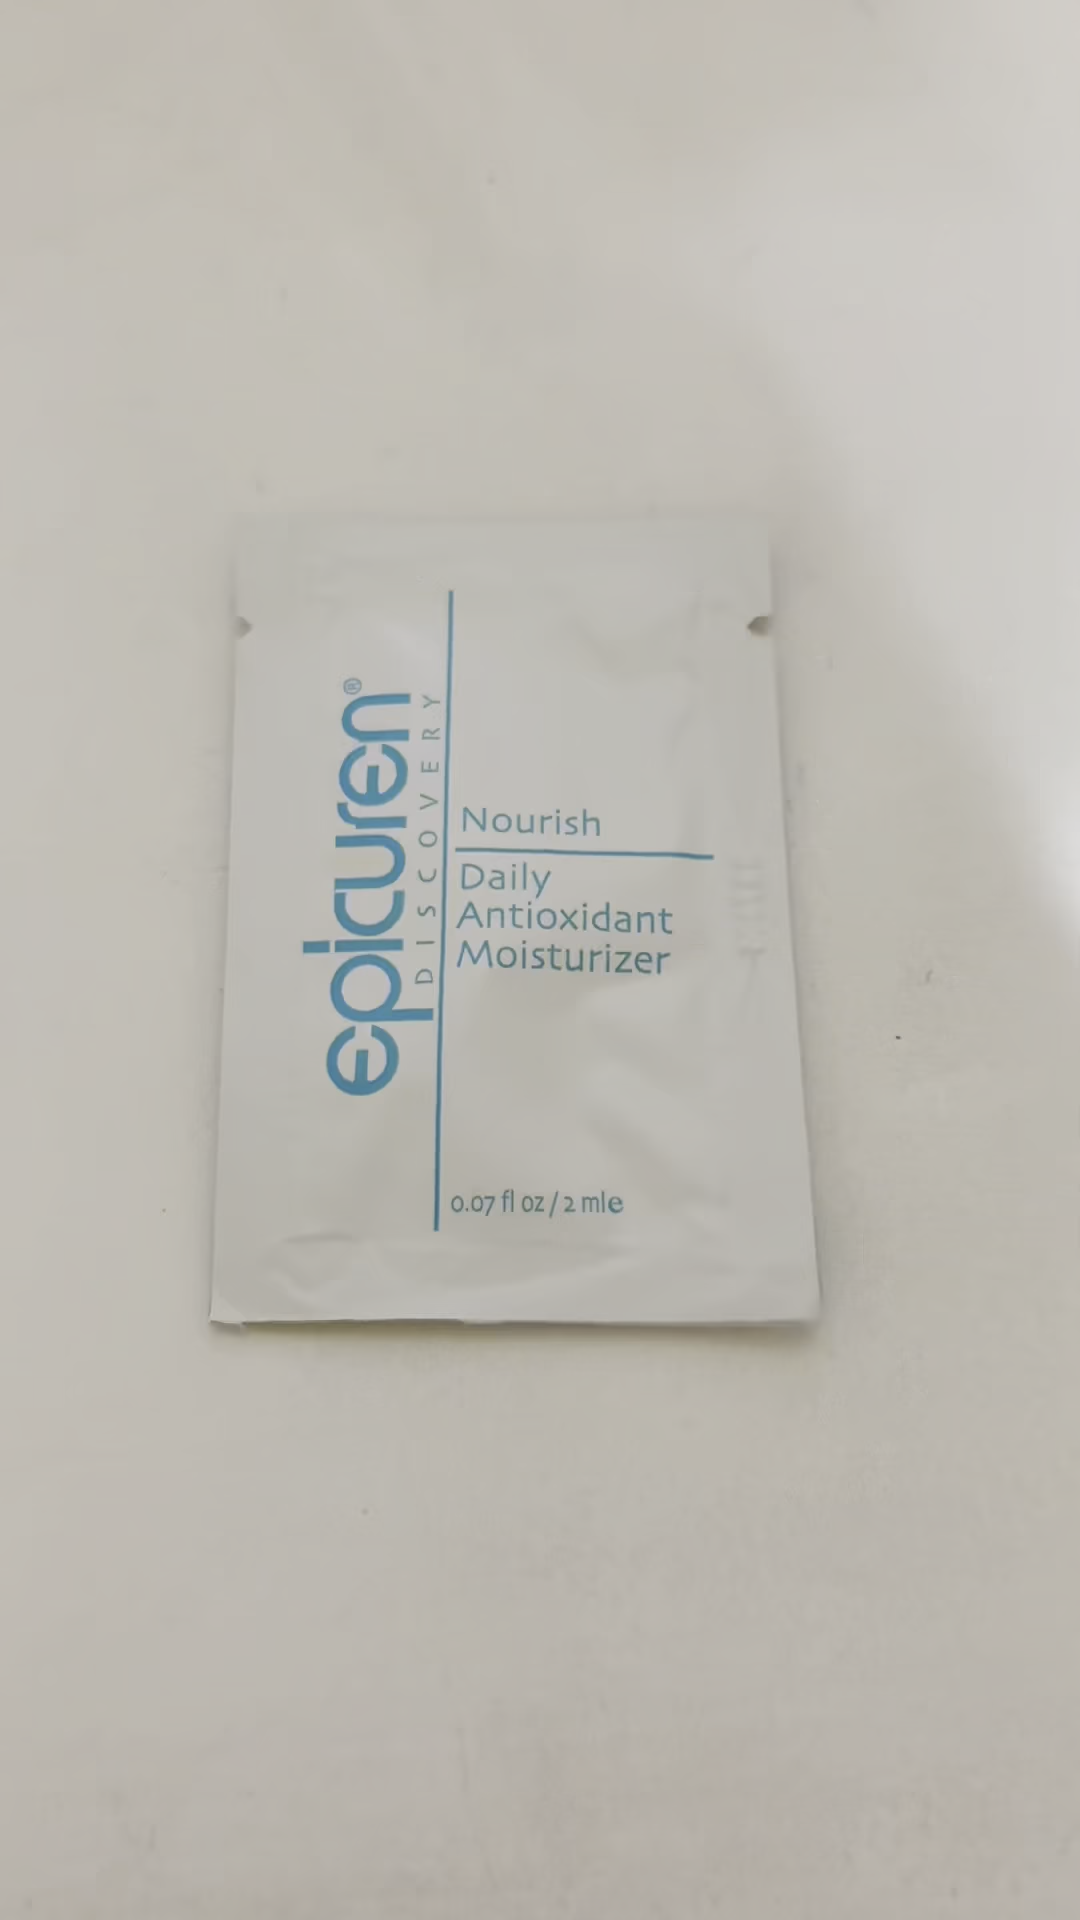 epicuren®
DISCOVERY
Nourish
Daily
Antioxidant
Moisturizer
0.07 fl oz / 2 mle